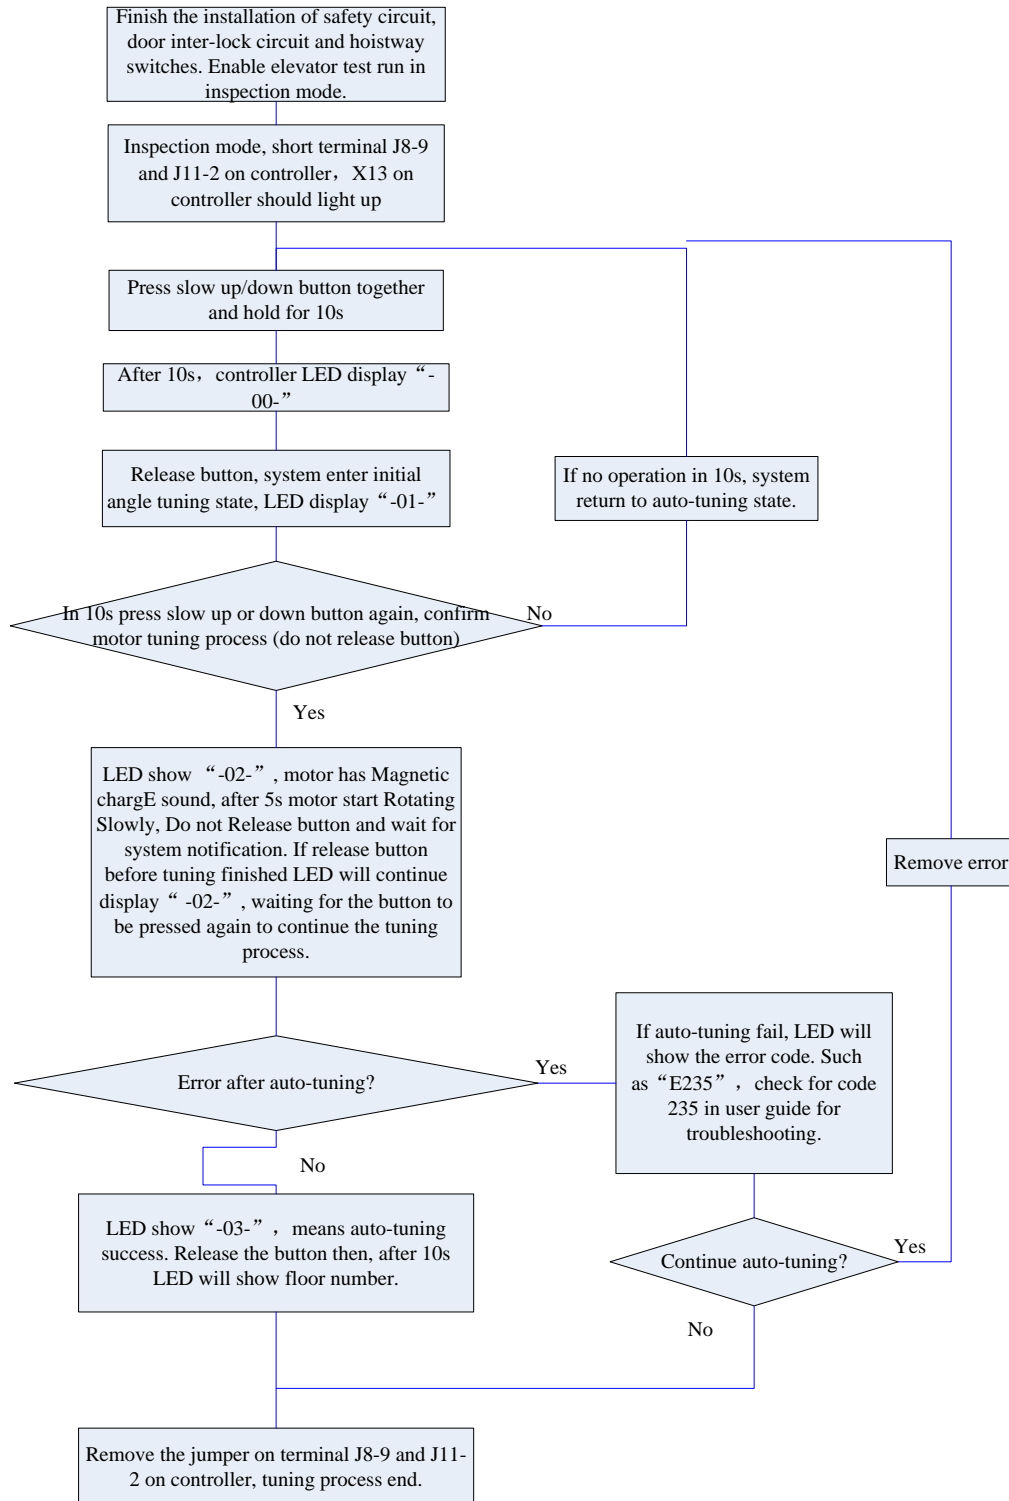 Finish the installation of safety circuit,
door inter-lock circuit and hoistway
switches. Enable elevator test run in
inspection mode.
Inspection mode, short terminal J8-9
and J11-2 on controller，X13 on
controller should light up
Press slow up/down button together
and hold for 10s
After 10s，controller LED display “-
00-”
Release button, system enter initial
angle tuning state, LED display “-01-”
If no operation in 10s, system
return to auto-tuning state.
In 10s press slow up or down button again, confirm
motor tuning process (do not release button)
No
Yes
LED show “-02-”, motor has Magnetic
chargE sound, after 5s motor start Rotating
Slowly, Do not Release button and wait for
system notification. If release button
before tuning finished LED will continue
display “ -02-”, waiting for the button to
be pressed again to continue the tuning
process.
Remove error
Error after auto-tuning?
Yes
If auto-tuning fail, LED will
show the error code. Such
as “E235”，check for code
235 in user guide for
troubleshooting.
No
LED show “-03-”，means auto-tuning
success. Release the button then, after 10s
LED will show floor number.
Continue auto-tuning?
Yes
No
Remove the jumper on terminal J8-9 and J11-
2 on controller, tuning process end.